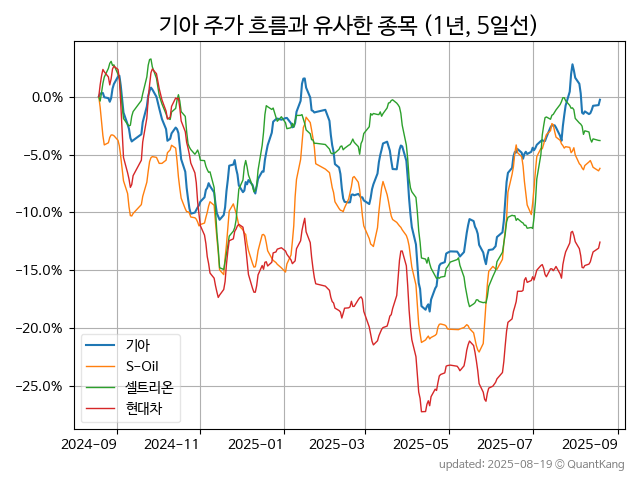 기아 주가 흐름과 유사한 종목 (1년, 5일선)
0.0%
−5.0%
−10.0%
−15.0%
−20.0%
−25.0%
기아
S-Oil
셀트리온
현대차
2024-09 2024-11 2025-01 2025-03 2025-05 2025-07 2025-09
updated: 2025-08-19 © QuantKang